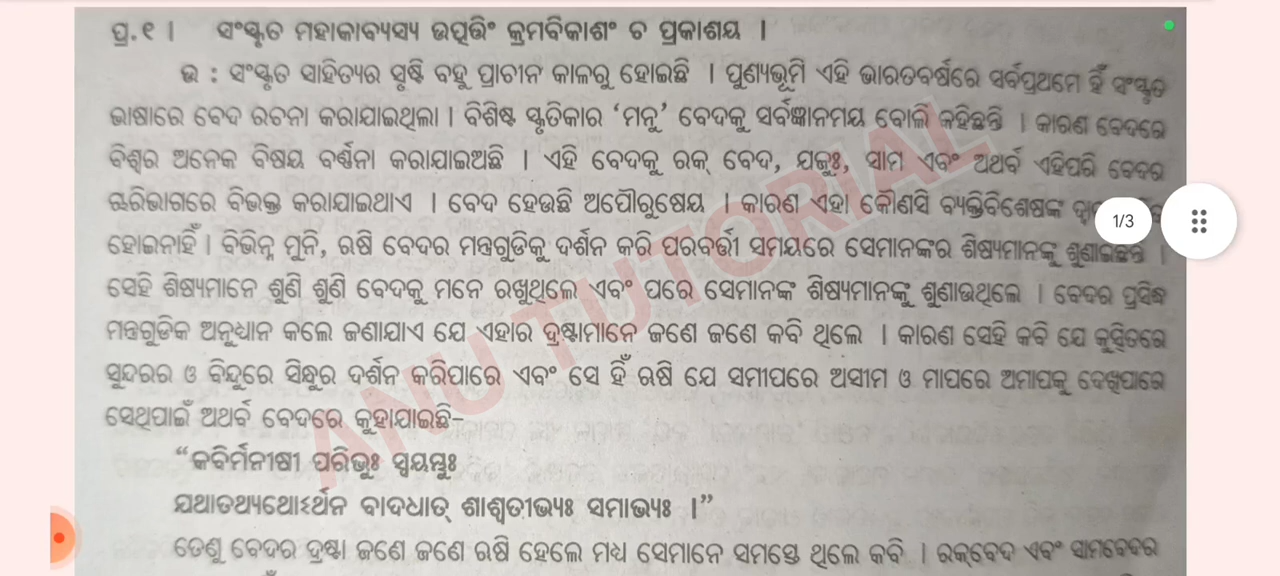 ପ୍ର.୧ । ସଂସ୍କୃତ ମହାକାବ୍ୟସ୍ୟ ଉତ୍ପତ୍ତିଂ କ୍ରମବିକାଶଂ ଚ ପ୍ରକାଶୟ ।
ଉ : ସଂସ୍କୃତ ସାହିତ୍ୟର ସୃଷ୍ଟି ବହୁ ପ୍ରାଚୀନ କାଳରୁ ହୋଇଛି । ପୁଣ୍ୟଭୂମି ଏହି ଭାରତବର୍ଷରେ ସର୍ବପ୍ରଥମେ ହିଁ ସଂସ୍କୃତ
ଭାଷାରେ ବେଦ ରଚନା କରାଯାଇଥିଲା । ବିଶିଷ୍ଟ ସ୍ମୃତିକାର ‘ମନୁ’ ବେଦକୁ ସର୍ବଜ୍ଞାନମୟ ବୋଲି କହିଛନ୍ତି । କାରଣ ବେଦରେ
ବିଶ୍ୱର ଅନେକ ବିଷୟ ବର୍ଣ୍ଣନା କରାଯାଇଅଛି । ଏହି ବେଦକୁ ରକ୍ ବେଦ, ଯଜୁଃ, ସାମ ଏବଂ ଅଥର୍ବ ଏହିପରି ବେଦର
ଚାରିଭାଗରେ ବିଭକ୍ତ କରାଯାଇଥାଏ । ବେଦ ହେଉଛି ଅପୌରୁଷେୟ । କାରଣ ଏହା କୌଣସି ବ୍ୟକ୍ତିବିଶେଷଙ୍କ
ହୋଇନାହିଁ । ବିଭିନ୍ନ ମୁନି, ଋଷି ବେଦର ମନ୍ତ୍ରଗୁଡିକୁ ଦର୍ଶନ କରି ପରବର୍ତ୍ତୀ ସମୟରେ ସେମାନଙ୍କର ଶିଷ୍ୟମାନଙ୍କୁ ଶୁଣାଇଛନ୍ତି ।
ସେହି ଶିଷ୍ୟମାନେ ଶୁଣି ଶୁଣି ବେଦକୁ ମନେ ରଖୁଥିଲେ ଏବଂ ପରେ ସେମାନଙ୍କ ଶିଷ୍ୟମାନଙ୍କୁ ଶୁଣାଉଥିଲେ । ବେଦର ପ୍ରସିଦ୍ଧ
ମନ୍ତ୍ରଗୁଡିକ ଅନୁଧ୍ୟାନ କଲେ ଜଣାଯାଏ ଯେ ଏହାର ଦ୍ରଷ୍ଟାମାନେ ଜଣେ ଜଣେ କବି ଥିଲେ । କାରଣ ସେହି କବି ଯେ କୁତ୍ସିତରେ
ସୁନ୍ଦରର ଓ ବିନ୍ଦୁରେ ସିନ୍ଧୁର ଦର୍ଶନ କରିପାରେ ଏବଂ ସେ ହିଁ ଋଷି ଯେ ସମୀପରେ ଅସୀମ ଓ ମାପରେ ଅମାପକୁ ଦେଖିପାରେ
ସେଥିପାଇଁ ଅଥର୍ବ ବେଦରେ କୁହାଯାଇଛି–
“କବିର୍ମନୀଷୀ ପରିଭୁଃ ସ୍ୱୟମ୍ଭୁଃ
ଯଥାତଥ୍ୟଥୋଽର୍ଥନ ବାଦଧାତ୍ ଶାଶ୍ୱତୀଭ୍ୟଃ ସମାଭ୍ୟଃ ।”
ତେଣୁ ବେଦର ଦ୍ରଷ୍ଟା ଜଣେ ଜଣେ ଋଷି ହେଲେ ମଧ୍ୟ ସେମାନେ ସମସ୍ତେ ଥିଲେ କବି । ଋକ୍‌ବେଦ ଏବଂ ସାମବେଦର
ANU TUTORIAL
1/3